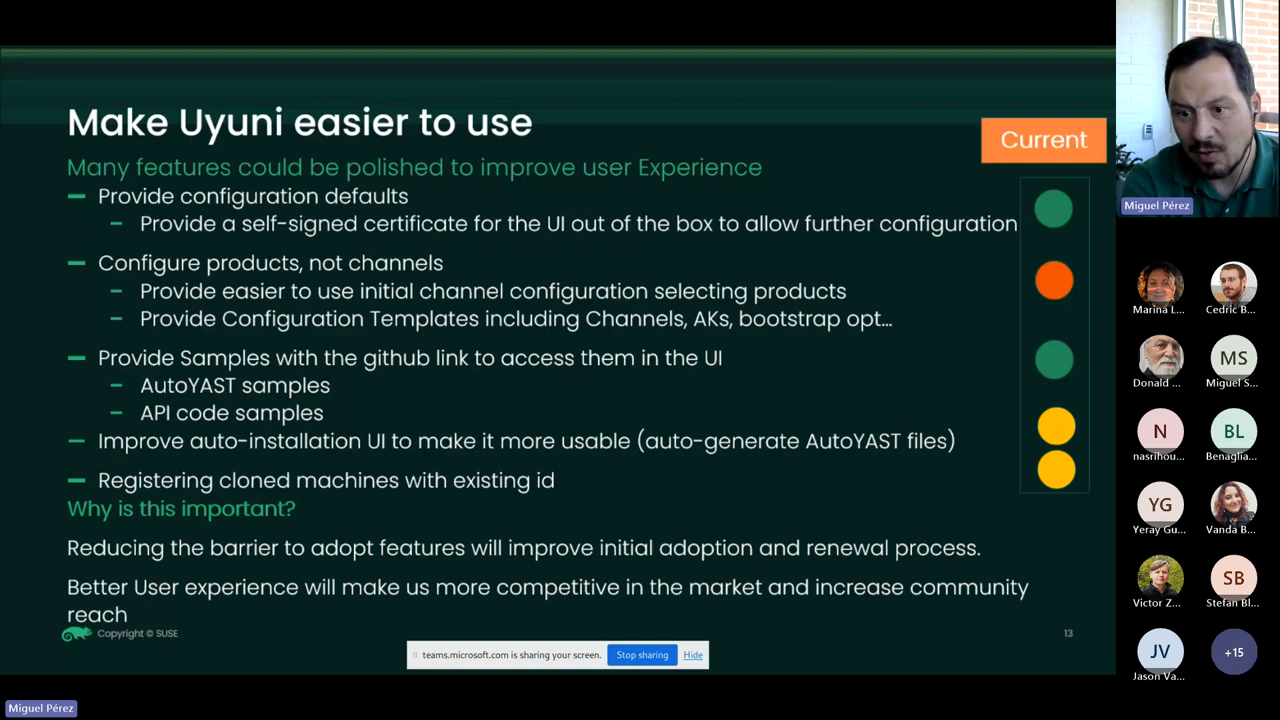 Make Uyuni easier to use
Current
Many features could be polished to improve user Experience
Provide configuration defaults
Provide a self-signed certificate for the UI out of the box to allow further configuration
Configure products, not channels
Provide easier to use initial channel configuration selecting products
Provide Configuration Templates including Channels, AKs, bootstrap opt...
Provide Samples with the github link to access them in the UI
AutoYAST samples
API code samples
Improve auto-installation UI to make it more usable (auto-generate AutoYAST files)
Registering cloned machines with existing id
Why is this important?
Reducing the barrier to adopt features will improve initial adoption and renewal process.
Better User experience will make us more competitive in the market and increase community
reach
Copyright © SUSE
13
teams.microsoft.com is sharing your screen.
Stop sharing
Hide
Miguel Pérez
Miguel Pérez
Marina L...
Cedric B...
Donald ...
MS
Miguel S...
N
nasrihou...
BL
Benaglia...
YG
Yeray Gu...
Vanda B...
Victor Z...
SB
Stefan Bl...
JV
Jason Va...
+15